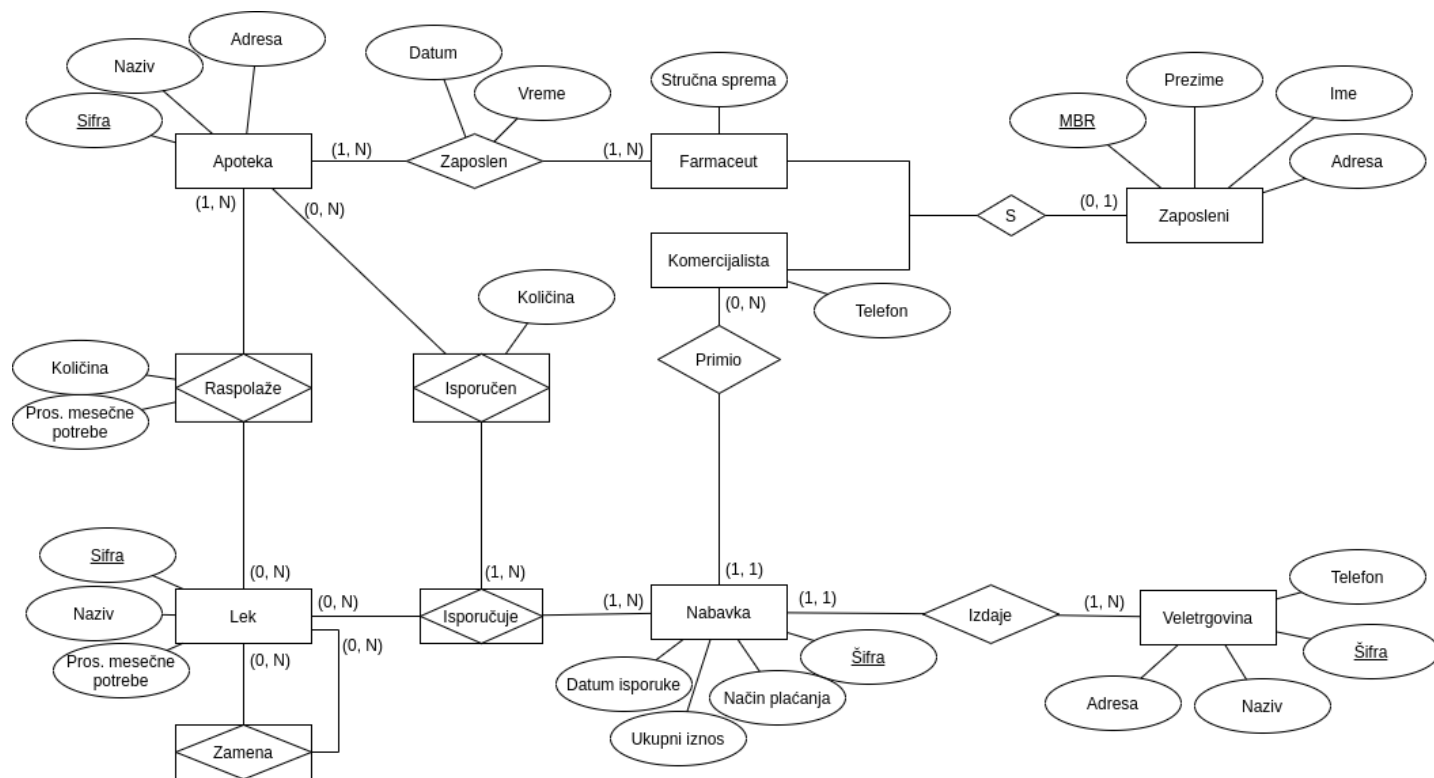 Adresa
Datum
Naziv
Stručna sprema
Prezime
Ime
Vreme
Sifra
MBR
(1, N)
(1, N)
Adresa
Apoteka
Zaposlen
Farmaceut
(1, N)
(0, N)
(0, 1)
S
Zaposleni
Komercijalista
Količina
(0, N)
Telefon
Primio
Količina
Raspolaže
Isporučen
Pros. mesečne
potrebe
Sifra
(0, N)
(1, N)
(1, 1)
Telefon
Naziv
(0, N)
(1, N)
(1, 1)
(1, N)
Lek
Isporučuje
Nabavka
Izdaje
Veletrgovina
(0, N)
Pros. mesečne
potrebe
(0, N)
Šifra
Šifra
Datum isporuke
Način plaćanja
Adresa
Naziv
Ukupni iznos
Zamena